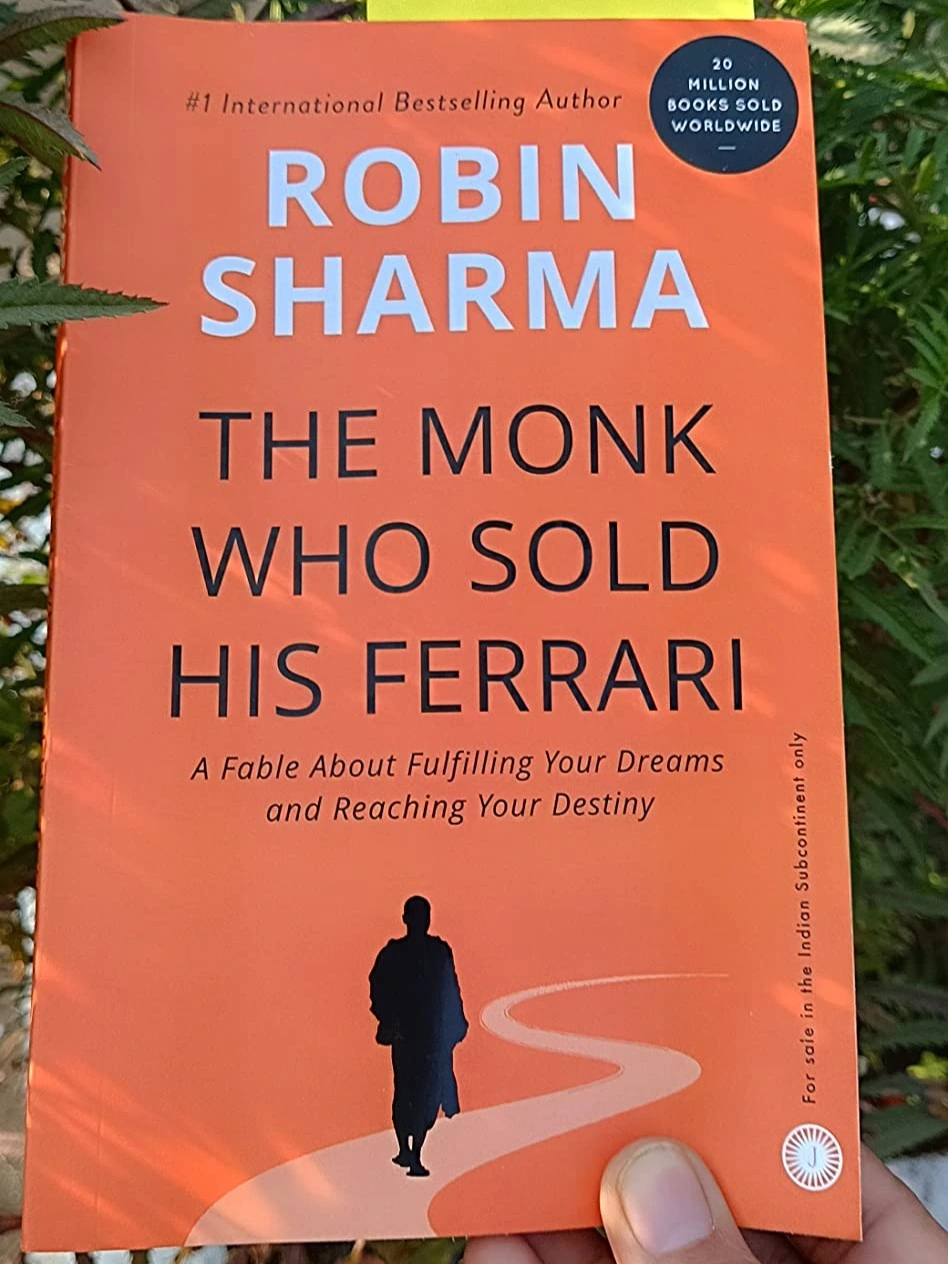 #1 International Bestselling Author
20
MILLION
BOOKS SOLD
WORLDWIDE
ROBIN
SHARMA
THE MONK
WHO SOLD
HIS FERRARI
A Fable About Fulfilling Your Dreams
and Reaching Your Destiny
For sale in the Indian Subcontinent only
J